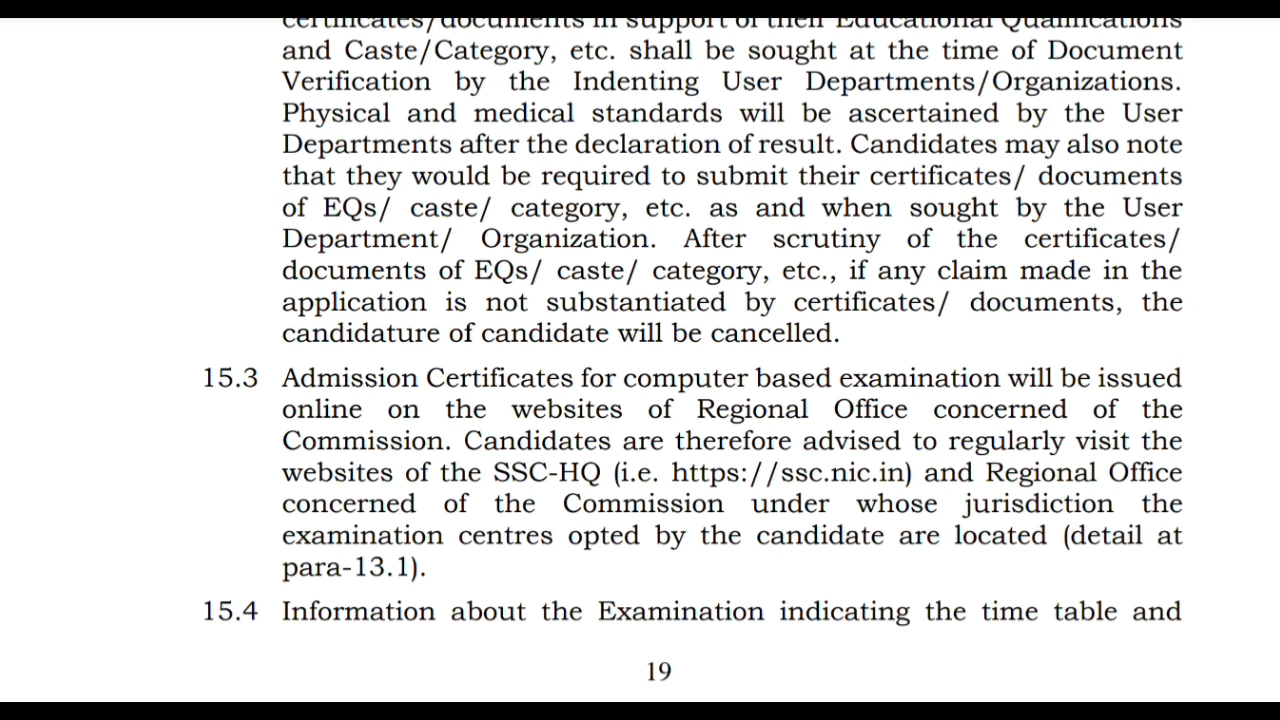 certificates/documents in support of their Educational Qualifications
and Caste/Category, etc. shall be sought at the time of Document
Verification by the Indenting User Departments/Organizations.
Physical and medical standards will be ascertained by the User
Departments after the declaration of result. Candidates may also note
that they would be required to submit their certificates/ documents
of EQs/ caste/ category, etc. as and when sought by the User
Department/ Organization. After scrutiny of the certificates/
documents of EQs/ caste/ category, etc., if any claim made in the
application is not substantiated by certificates/ documents, the
candidature of candidate will be cancelled.
15.3 Admission Certificates for computer based examination will be issued
online on the websites of Regional Office concerned of the
Commission. Candidates are therefore advised to regularly visit the
websites of the SSC-HQ (i.e. https://ssc.nic.in) and Regional Office
concerned of the Commission under whose jurisdiction the
examination centres opted by the candidate are located (detail at
para-13.1).
15.4 Information about the Examination indicating the time table and
19